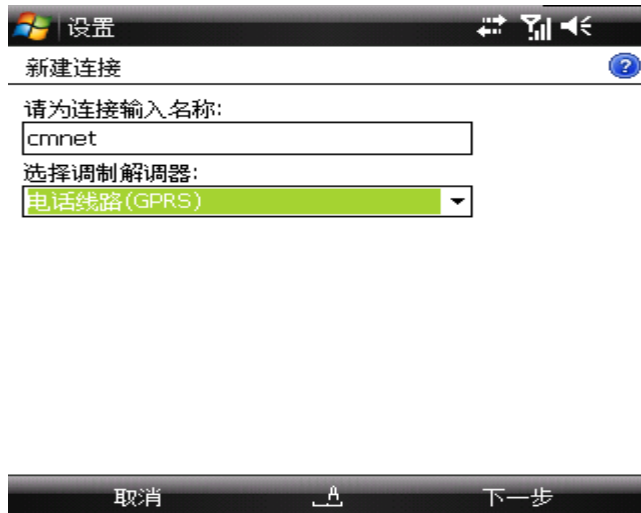 设置
新建连接
请为连接输入名称:
cmnet
选择调制解调器:
电话线路(GPRS)
取消 下一步